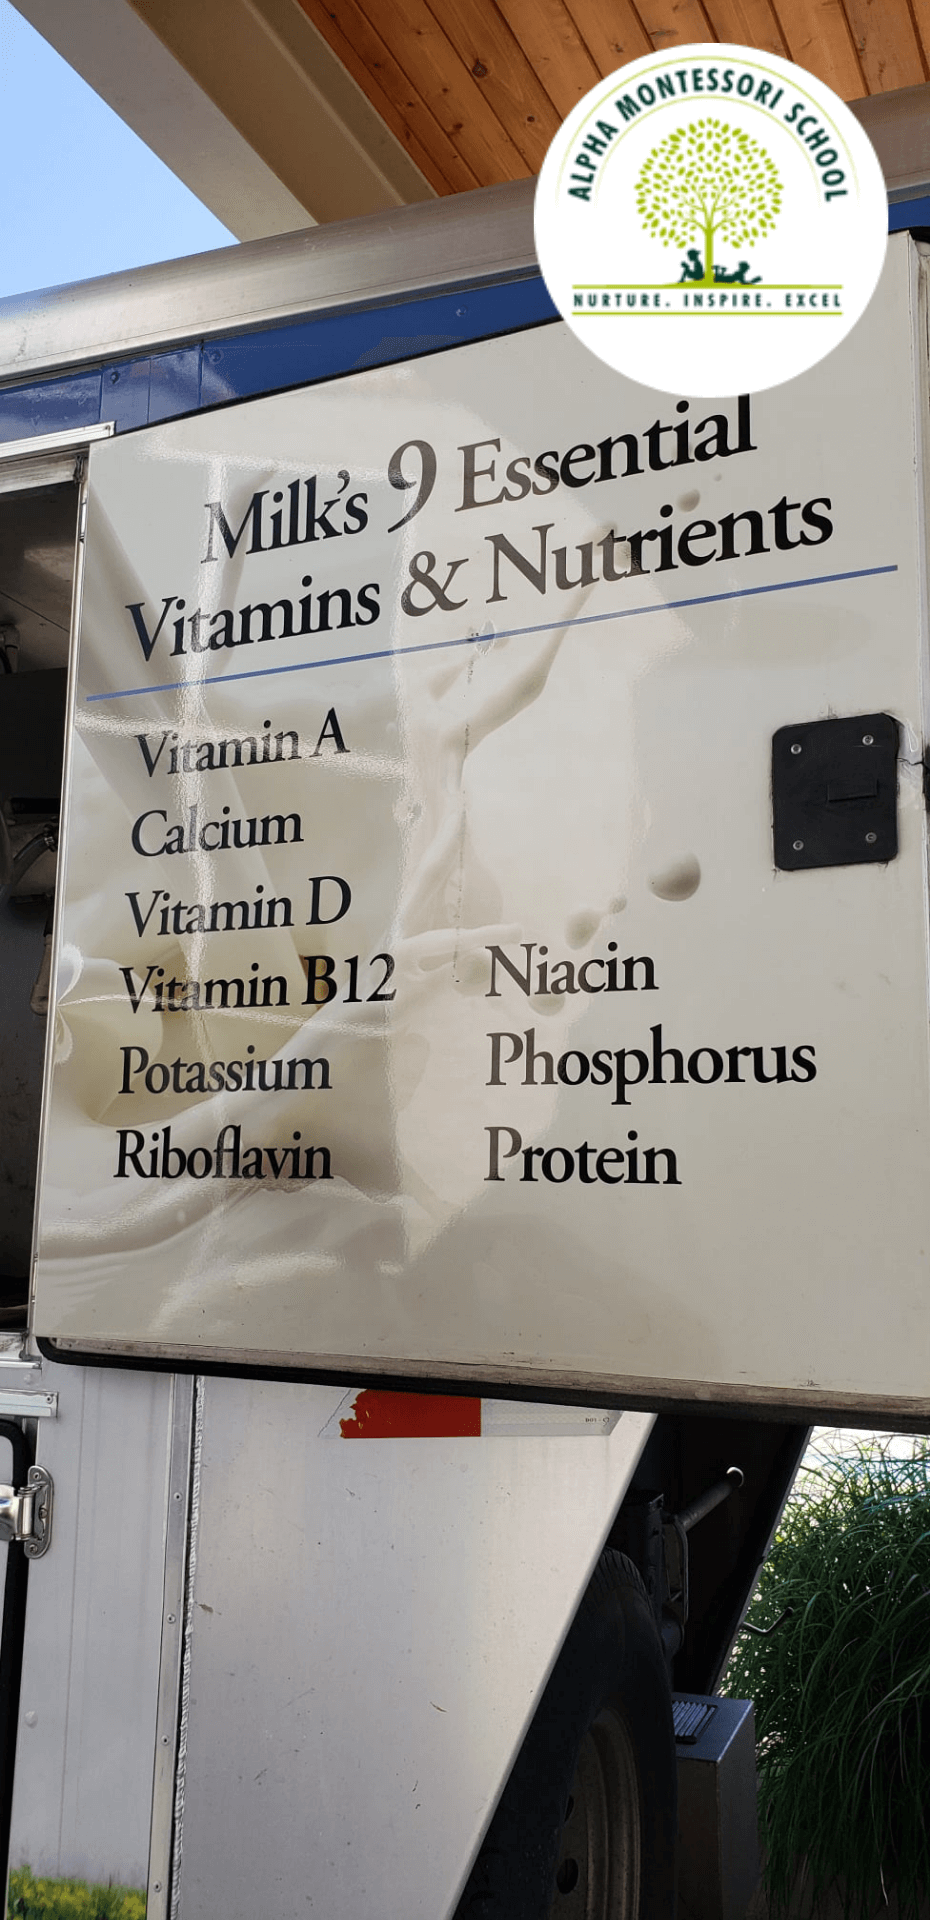 ALPHA MONTESSORI SCHOOL
NURTURE. INSPIRE. EXCEL
Milk's 9 Essential
Vitamins & Nutrients
Vitamin A
Calcium
Vitamin D
Vitamin B12
Potassium
Riboflavin
Niacin
Phosphorus
Protein